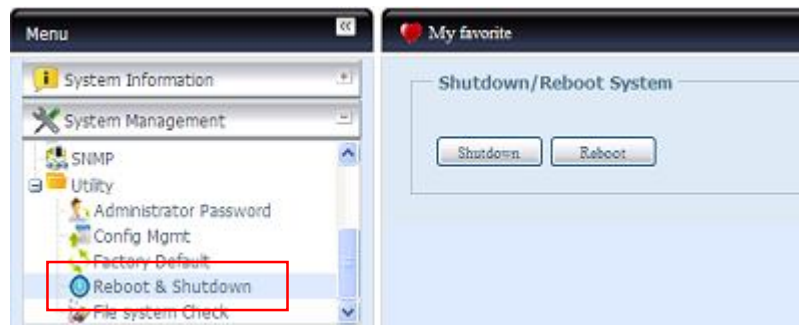 Menu
My favorite
System Information
System Management
SNMP
Utility
Administrator Password
Config Mgmt
Factory Default
Reboot & Shutdown
File system Check
Shutdown/Reboot System
Shutdown
Reboot